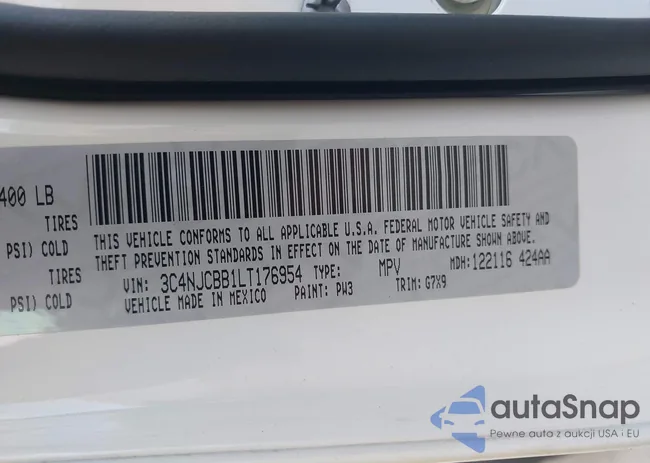 400 LB
TIRES
PSI) COLD
TIRES
PSI) COLD
THIS VEHICLE CONFORMS TO ALL APPLICABLE U.S.A. FEDERAL MOTOR VEHICLE SAFETY AND
THEFT PREVENTION STANDARDS IN EFFECT ON THE DATE OF MANUFACTURE SHOWN ABOVE.
VIN: 3C4NJCBB1LT176954 TYPE: MPV MDH: 122116 424AA
VEHICLE MADE IN MEXICO PAINT: PW3 TRIM: G7X9
autaSnap
Pewne auto z aukcji USA i EU